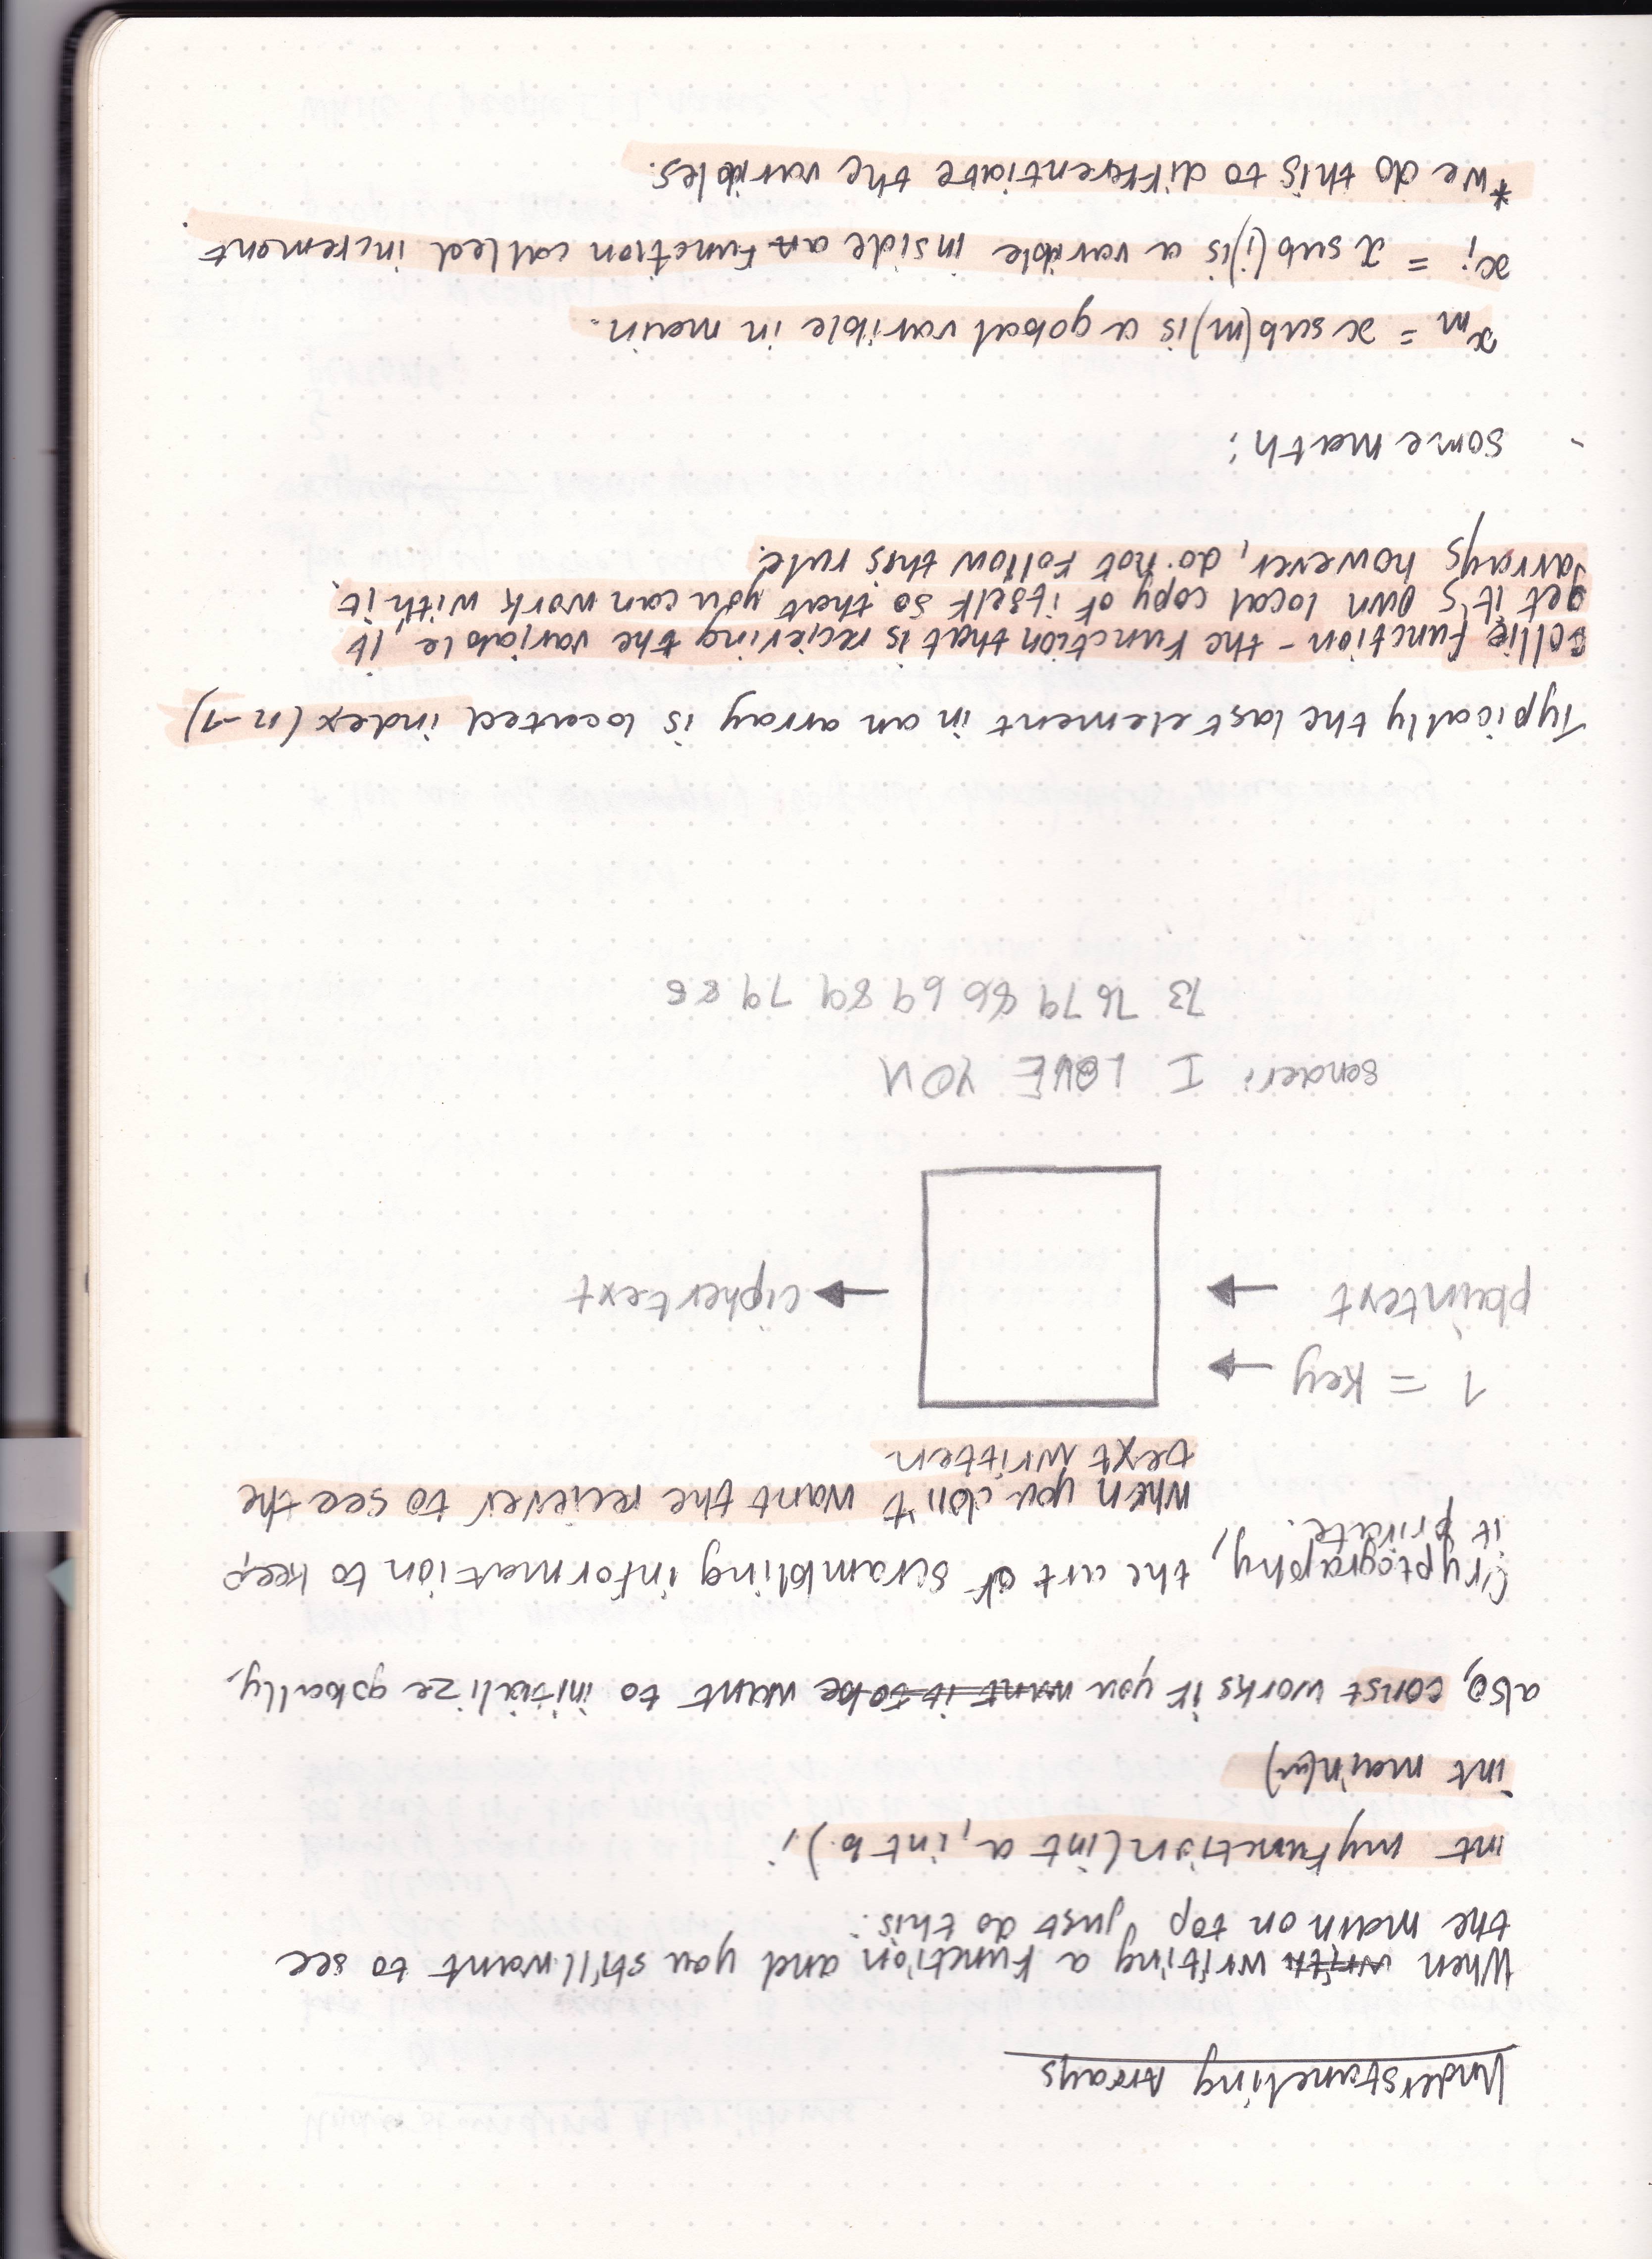 Understanding Arrays
When writing a function and you still want to see
the main on top just do this:
int myfunction(int a, int b);
int main(
also, const works if you want it to be want to initialize gobally,
Cryptography, the art of scrambling information to keep
it private.
when you don't want the reciever to see the
text written
1 = key →
plaintext → → ciphertext
sender: I LOVE YOU
73 76 79 86 69 89 79 85
Typically the last element in an array is located index (n-1)
function - the function that is recieving the variable, it
get it's own local copy of itself so that you can work with it.
arrays however, do not follow this rule.
- some math:
xm = x sub(m) is a gobal varible in main.
xi = x sub(i) is a varible inside an function called increment.
*we do this to differentiate the varibles.